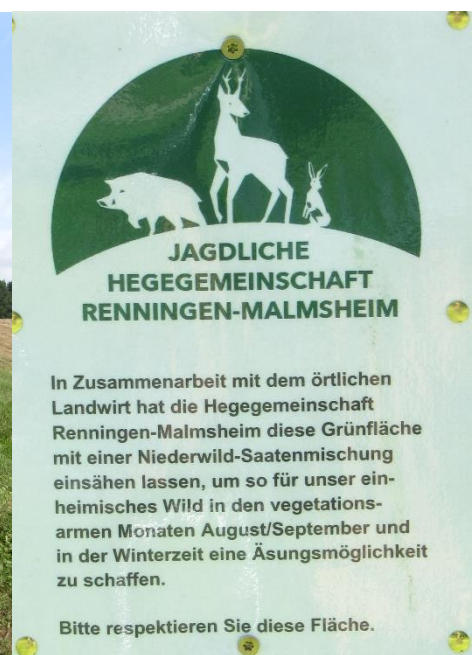 JAGDLICHE
HEGEGEMEINSCHAFT
RENNINGEN-MALMSHEIM
In Zusammenarbeit mit dem örtlichen
Landwirt hat die Hegegemeinschaft
Renningen-Malmsheim diese Grünfläche
mit einer Niederwild-Saatenmischung
einsähen lassen, um so für unser ein-
heimisches Wild in den vegetations-
armen Monaten August/September und
in der Winterzeit eine Äsungsmöglichkeit
zu schaffen.
Bitte respektieren Sie diese Fläche.